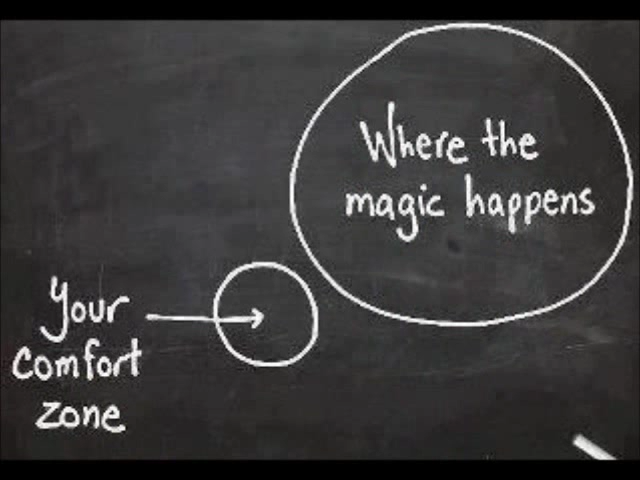 Where the
magic happens
Your
comfort
zone